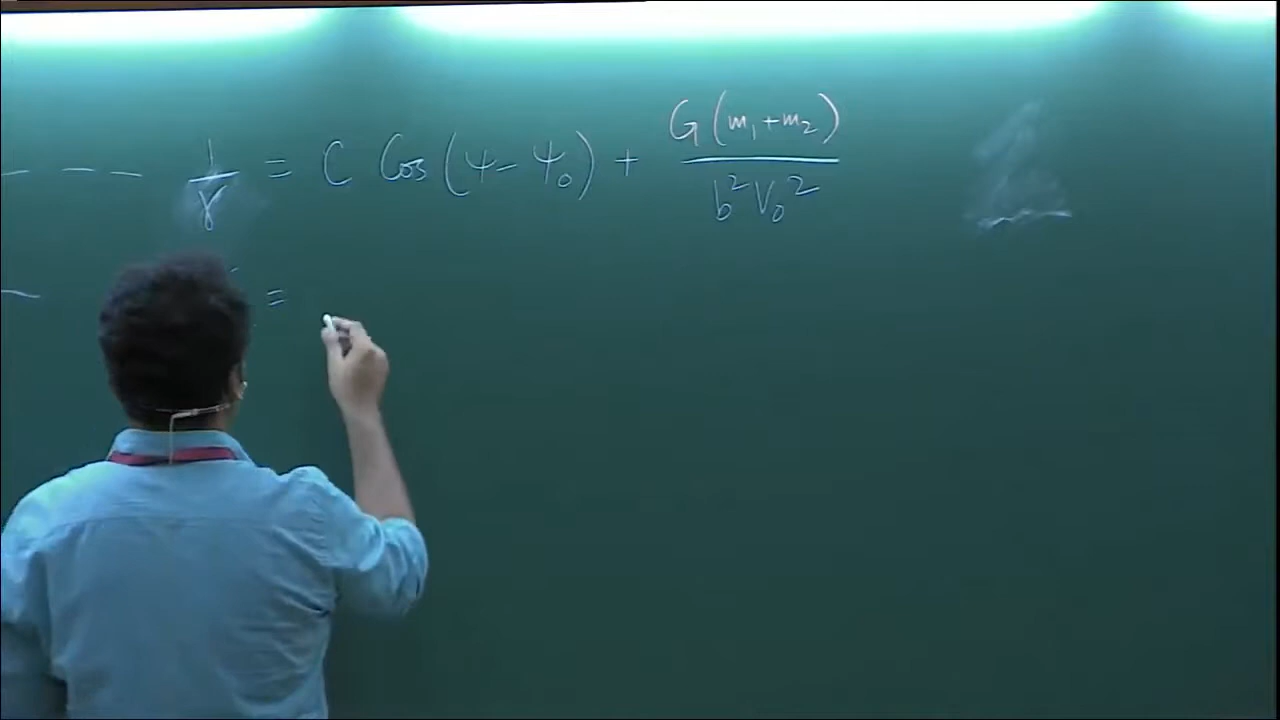 1/r = C Cos(ψ - ψ₀) + G(m₁+m₂)/b²V₀²
=